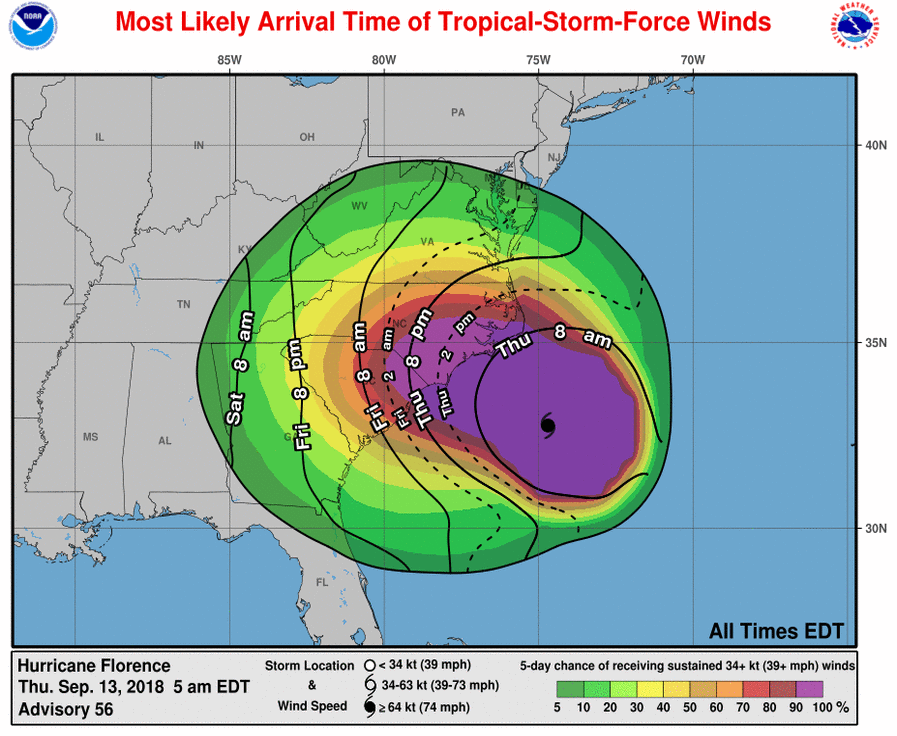 Most Likely Arrival Time of Tropical-Storm-Force Winds
NOAA
NATIONAL WEATHER SERVICE
85W 80W 75W 70W
40N
35N
30N
PA
IL
IN
OH
NJ
WV
VA
KY
TN
NC
MS
AL
FL
Sat 8 am
Fri 8 pm
Fri 8 am
Fri 2 am
Thu 8 pm
Thu 2 pm
Thu 8 am
All Times EDT
Hurricane Florence
Thu. Sep. 13, 2018 5 am EDT
Advisory 56
Storm Location
&
Wind Speed
< 34 kt (39 mph)
34-63 kt (39-73 mph)
≥ 64 kt (74 mph)
5-day chance of receiving sustained 34+ kt (39+ mph) winds
5 10 20 30 40 50 60 70 80 90 100 %